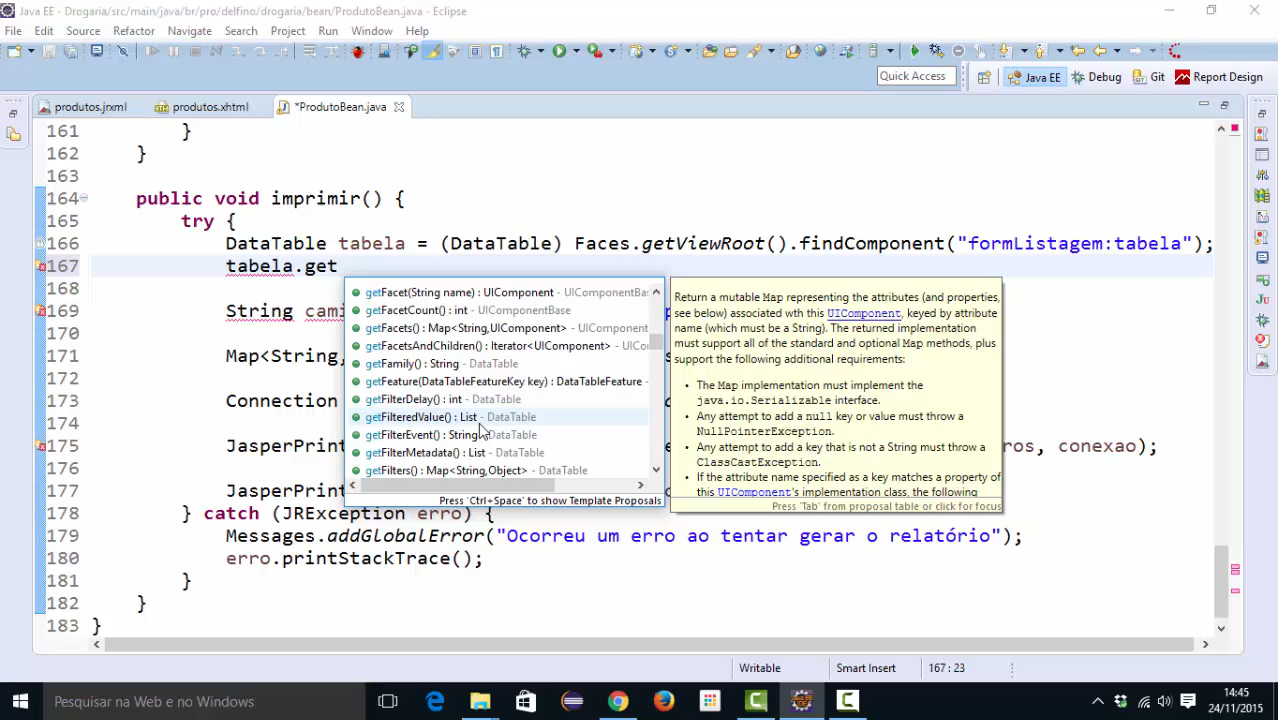 Java EE - Drogaria/src/main/java/br/pro/delfino/drogaria/bean/ProdutoBean.java - Eclipse
File Edit Source Refactor Navigate Search Project Run Window Help
Quick Access Java EE Debug Git Report Design
produtos.jrxml produtos.xhtml *ProdutoBean.java
161 }
162 }
163
164 public void imprimir() {
165 try {
166 DataTable tabela = (DataTable) Faces.getViewRoot().findComponent("formListagem:tabela");
167 tabela.get
168
169 String cami
170
171 Map<String,
172
173 Connection
174
175 JasperPrint os, conexao);
176
177 JasperPrint
178 } catch (JRException erro) {
179 Messages.addGlobalError("Ocorreu um erro ao tentar gerar o relatório");
180 erro.printStackTrace();
181 }
182 }
183 }
getFacet(String name) : UIComponent - UIComponentBas
getFacetCount() : int - UIComponentBase
getFacets() : Map<String,UIComponent> - UIComponent
getFacetsAndChildren() : Iterator<UIComponent> - UICo
getFamily() : String - DataTable
getFeature(DataTableFeatureKey key) : DataTableFeature -
getFilterDelay() : int - DataTable
getFilteredValue() : List - DataTable
getFilterEvent() : String - DataTable
getFilterMetadata() : List - DataTable
getFilters() : Map<String,Object> - DataTable
Press 'Ctrl+Space' to show Template Proposals
Return a mutable Map representing the attributes (and properties,
see below) associated wth this UIComponent, keyed by attribute
name (which must be a String). The returned implementation
must support all of the standard and optional Map methods, plus
support the following additional requirements:
• The Map implementation must implement the
java.io.Serializable interface.
• Any attempt to add a null key or value must throw a
NullPointerException.
• Any attempt to add a key that is not a String must throw a
ClassCastException.
• If the attribute name specified as a key matches a property of
this UIComponent's implementation class, the following
Press 'Tab' from proposal table or click for focus
Writable Smart Insert 167 : 23
Pesquisar na Web e no Windows
14:45
24/11/2015